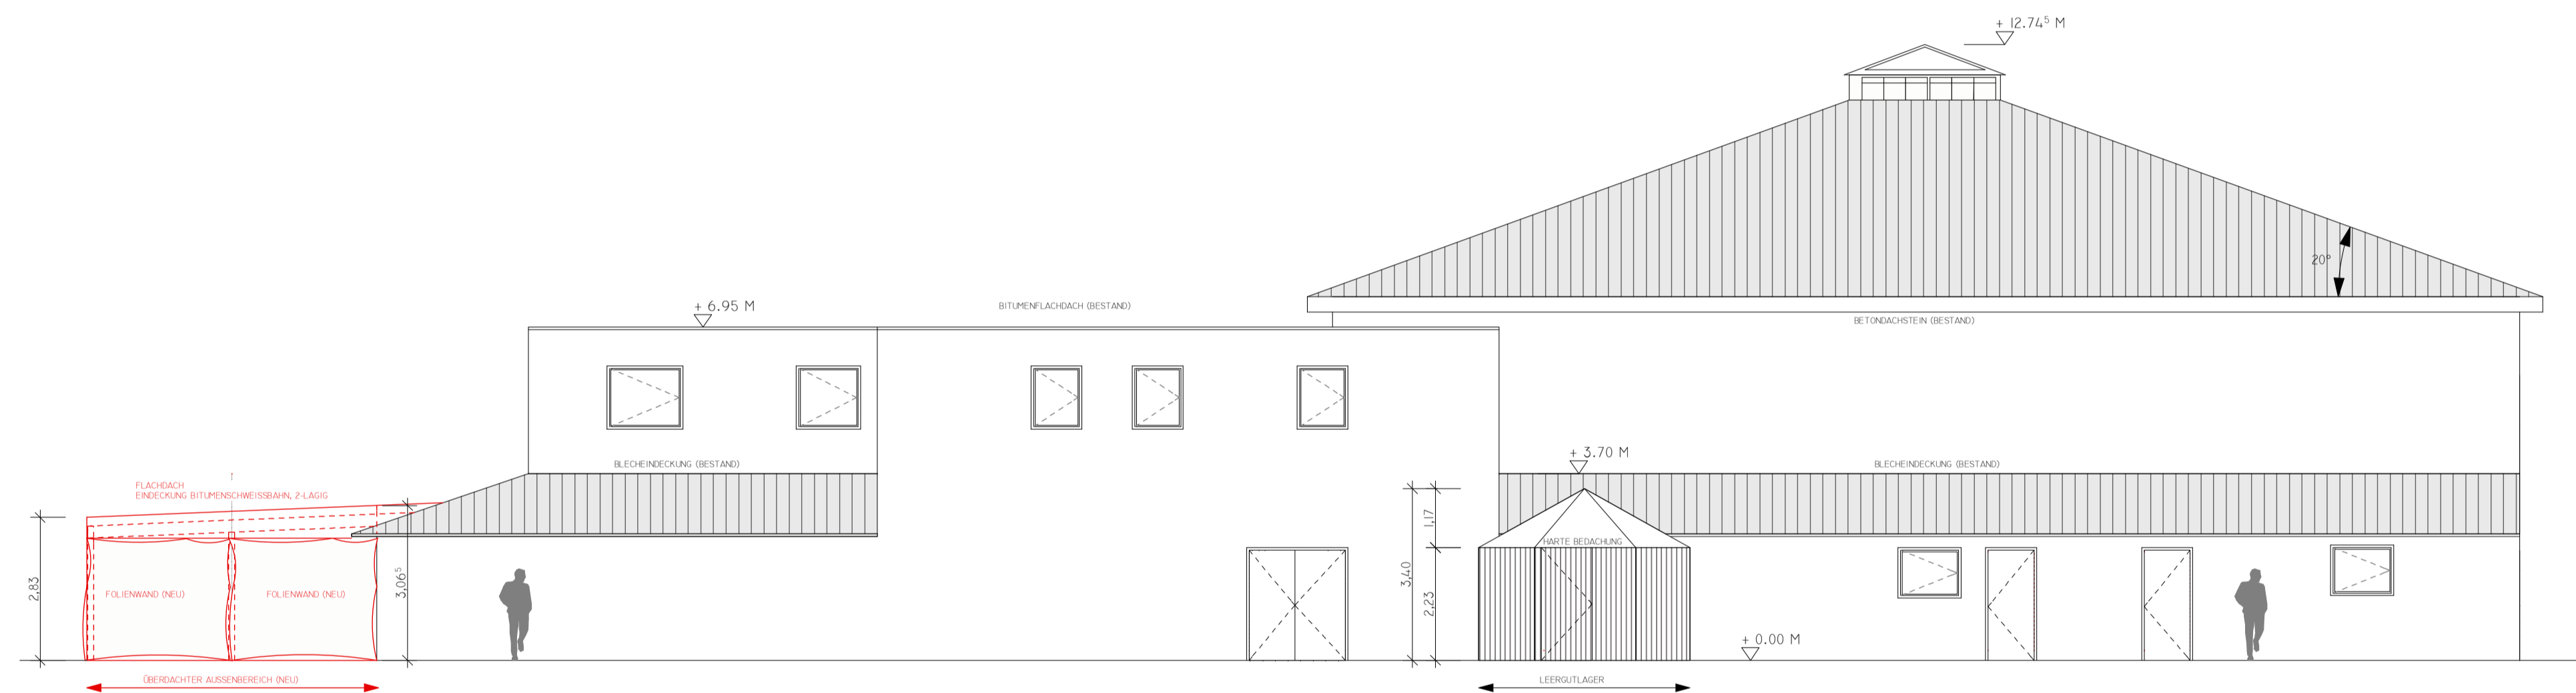 + 12.74⁵ M
20°
BETONDACHSTEIN (BESTAND)
+ 6.95 M
BITUMENFLACHDACH (BESTAND)
BLECHEINDECKUNG (BESTAND)
+ 3.70 M
BLECHEINDECKUNG (BESTAND)
FLACHDACH
EINDECKUNG BITUMENSCHWEISSBAHN, 2-LAGIG
2,83
FOLIENWAND (NEU)
FOLIENWAND (NEU)
3,06⁵
3,40
1,17
2,23
HARTE BEDACHUNG
+ 0.00 M
ÜBERDACHTER AUSSENBEREICH (NEU)
LEERGUTLAGER